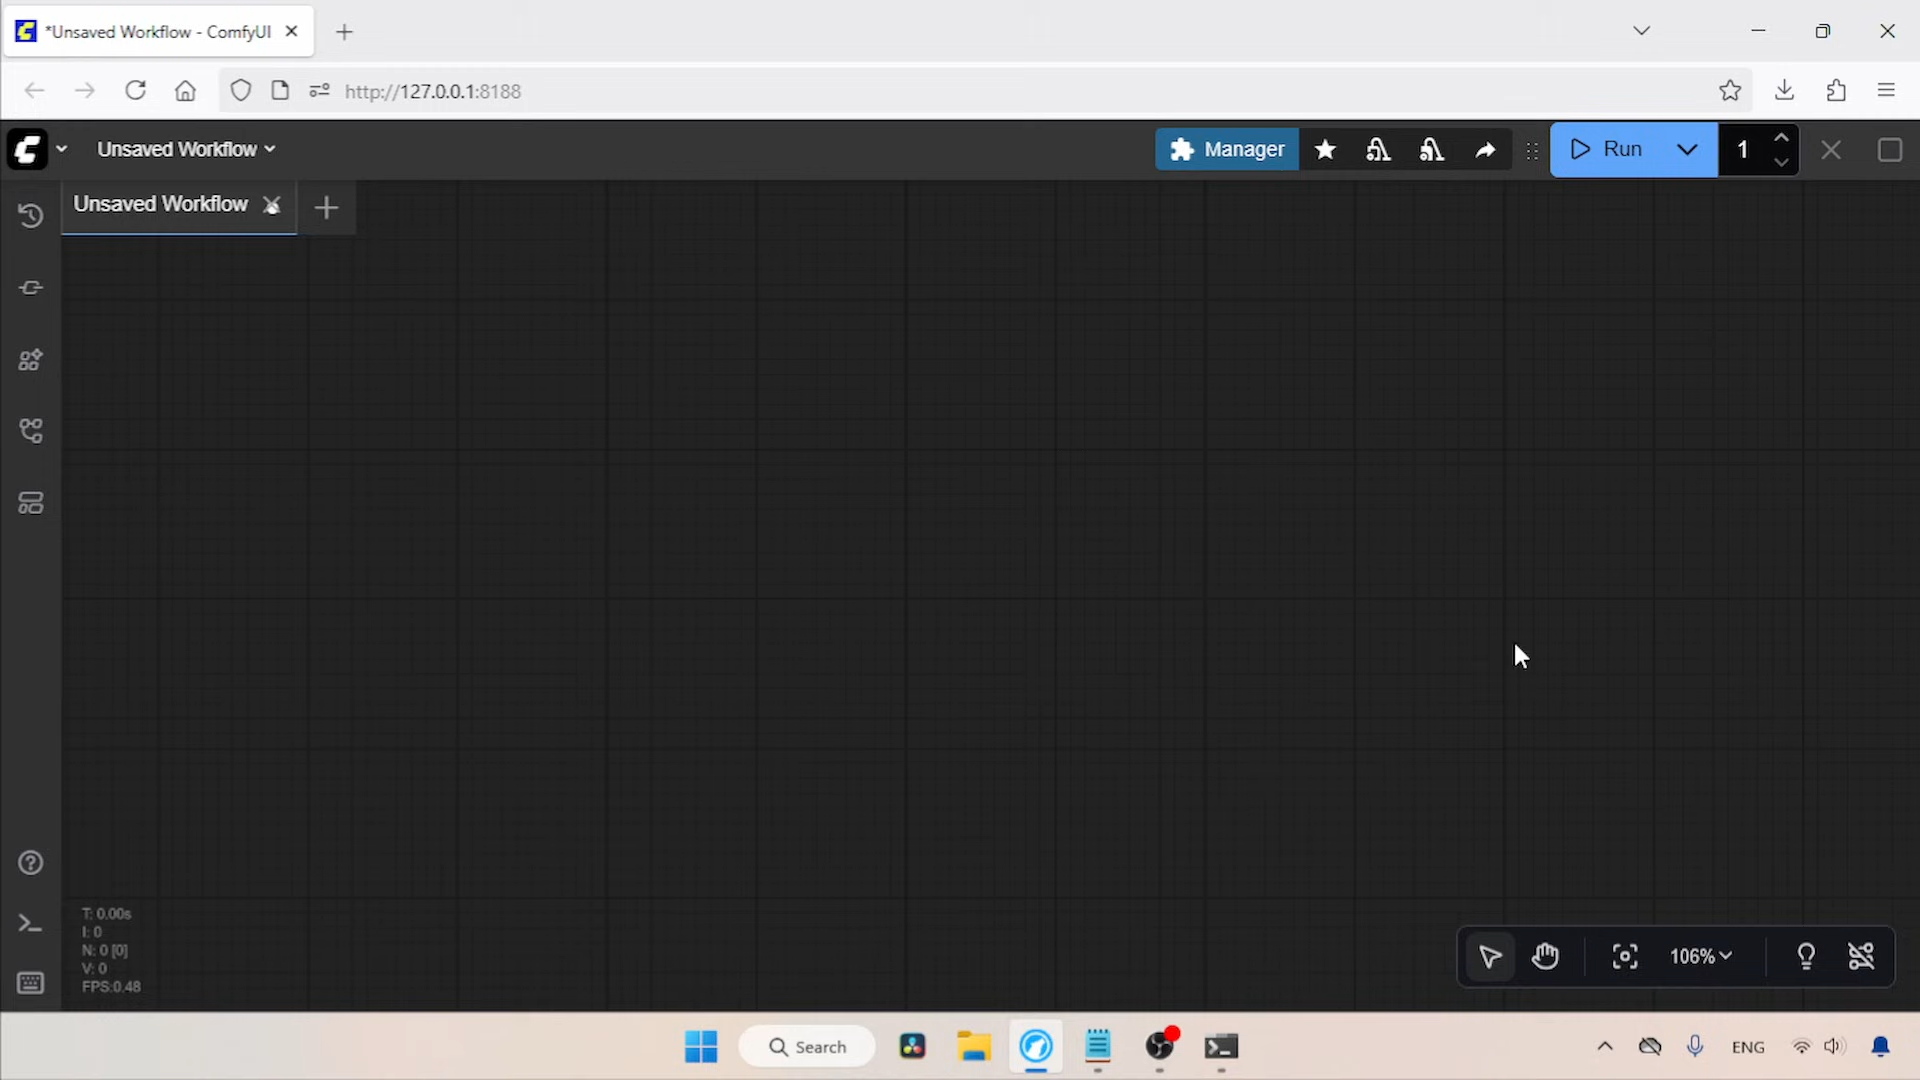 *Unsaved Workflow - ComfyUI
http://127.0.0.1:8188
Unsaved Workflow
Manager
Run
1
Unsaved Workflow
T: 0.00s
I: 0
N: 0 [0]
V: 0
FPS:0.48
106%
Search
ENG